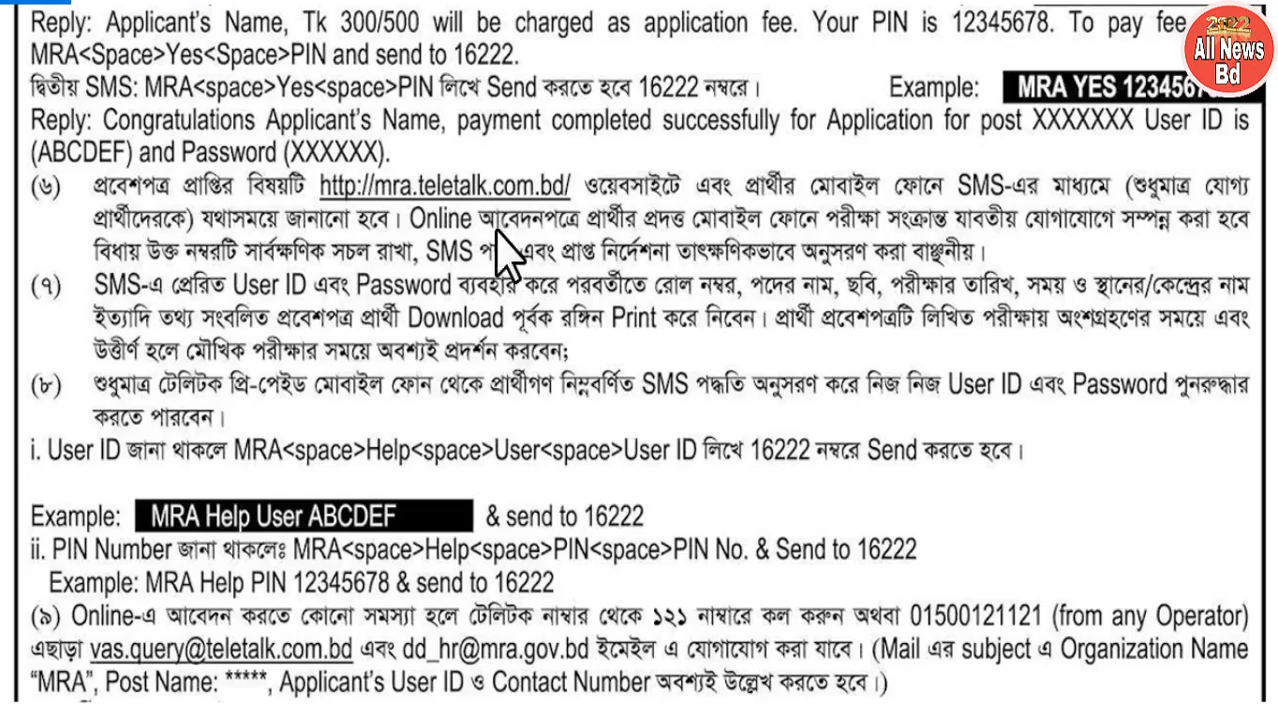 Reply: Applicant's Name, Tk 300/500 will be charged as application fee. Your PIN is 12345678. To pay fee
2022
All News
Bd
MRA<Space>Yes<Space>PIN and send to 16222.
দ্বিতীয় SMS: MRA<space>Yes<space>PIN লিখে Send করতে হবে 16222 নম্বরে। Example: MRA YES 1234567
Reply: Congratulations Applicant's Name, payment completed successfully for Application for post XXXXXXX User ID is
(ABCDEF) and Password (XXXXXX).
(৬) প্রবেশপত্র প্রাপ্তির বিষয়টি http://mra.teletalk.com.bd/ ওয়েবসাইটে এবং প্রার্থীর মোবাইল ফোনে SMS-এর মাধ্যমে (শুধুমাত্র যোগ্য
প্রার্থীদেরকে) যথাসময়ে জানানো হবে। Online আবেদনপত্রে প্রার্থীর প্রদত্ত মোবাইল ফোনে পরীক্ষা সংক্রান্ত যাবতীয় যোগাযোগে সম্পন্ন করা হবে
বিধায় উক্ত নম্বরটি সার্বক্ষণিক সচল রাখা, SMS এবং প্রাপ্ত নির্দেশনা তাৎক্ষণিকভাবে অনুসরণ করা বাঞ্ছনীয়।
(৭) SMS-এ প্রেরিত User ID এবং Password ব্যবহার করে পরবর্তীতে রোল নম্বর, পদের নাম, ছবি, পরীক্ষার তারিখ, সময় ও স্থানের/কেন্দ্রের নাম
ইত্যাদি তথ্য সংবলিত প্রবেশপত্র প্রার্থী Download পূর্বক রঙ্গিন Print করে নিবেন। প্রার্থী প্রবেশপত্রটি লিখিত পরীক্ষায় অংশগ্রহণের সময়ে এবং
উত্তীর্ণ হলে মৌখিক পরীক্ষার সময়ে অবশ্যই প্রদর্শন করবেন;
(৮) শুধুমাত্র টেলিটক প্রি-পেইড মোবাইল ফোন থেকে প্রার্থীগণ নিম্নবর্ণিত SMS পদ্ধতি অনুসরণ করে নিজ নিজ User ID এবং Password পুনরুদ্ধার
করতে পারবেন।
i. User ID জানা থাকলে MRA<space>Help<space>User<space>User ID লিখে 16222 নম্বরে Send করতে হবে।
Example: MRA Help User ABCDEF & send to 16222
ii. PIN Number জানা থাকলেঃ MRA<space>Help<space>PIN<space>PIN No. & Send to 16222
Example: MRA Help PIN 12345678 & send to 16222
(৯) Online-এ আবেদন করতে কোনো সমস্যা হলে টেলিটক নাম্বার থেকে ১২১ নাম্বারে কল করুন অথবা 01500121121 (from any Operator)
এছাড়া vas.query@teletalk.com.bd এবং dd_hr@mra.gov.bd ইমেইল এ যোগাযোগ করা যাবে। (Mail এর subject এ Organization Name
“MRA”, Post Name: *****, Applicant's User ID ও Contact Number অবশ্যই উল্লেখ করতে হবে।)